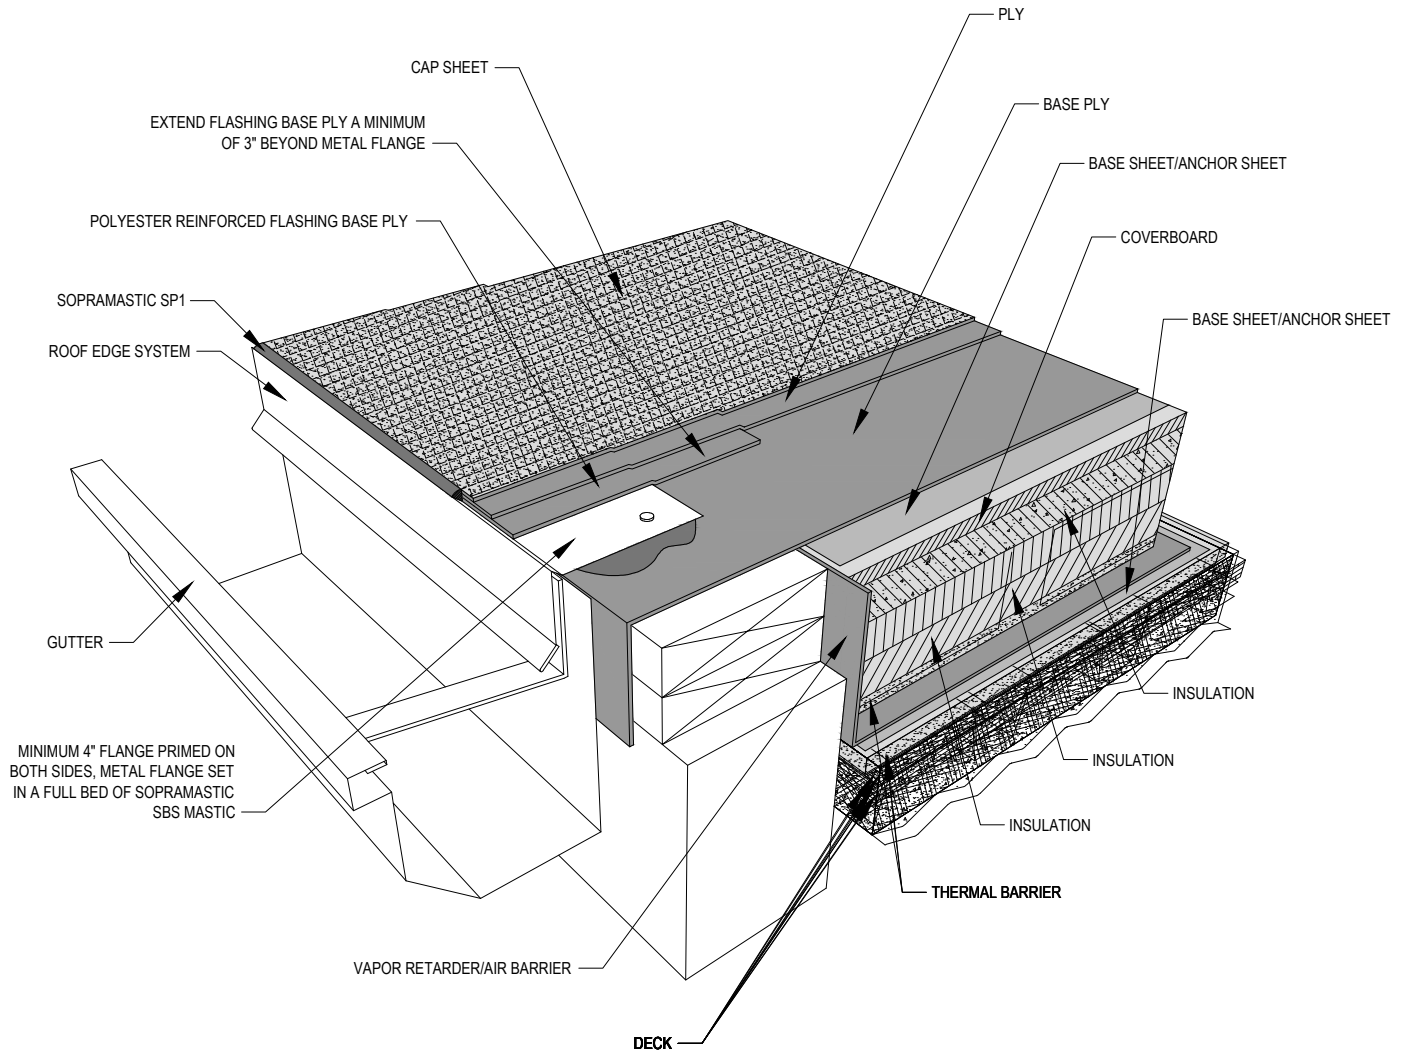 PLY
CAP SHEET
BASE PLY
EXTEND FLASHING BASE PLY A MINIMUM
OF 3" BEYOND METAL FLANGE
BASE SHEET/ANCHOR SHEET
POLYESTER REINFORCED FLASHING BASE PLY
COVERBOARD
SOPRAMASTIC SP1
BASE SHEET/ANCHOR SHEET
ROOF EDGE SYSTEM
GUTTER
INSULATION
MINIMUM 4" FLANGE PRIMED ON
BOTH SIDES, METAL FLANGE SET
IN A FULL BED OF SOPRAMASTIC
SBS MASTIC
INSULATION
INSULATION
THERMAL BARRIER
VAPOR RETARDER/AIR BARRIER
DECK